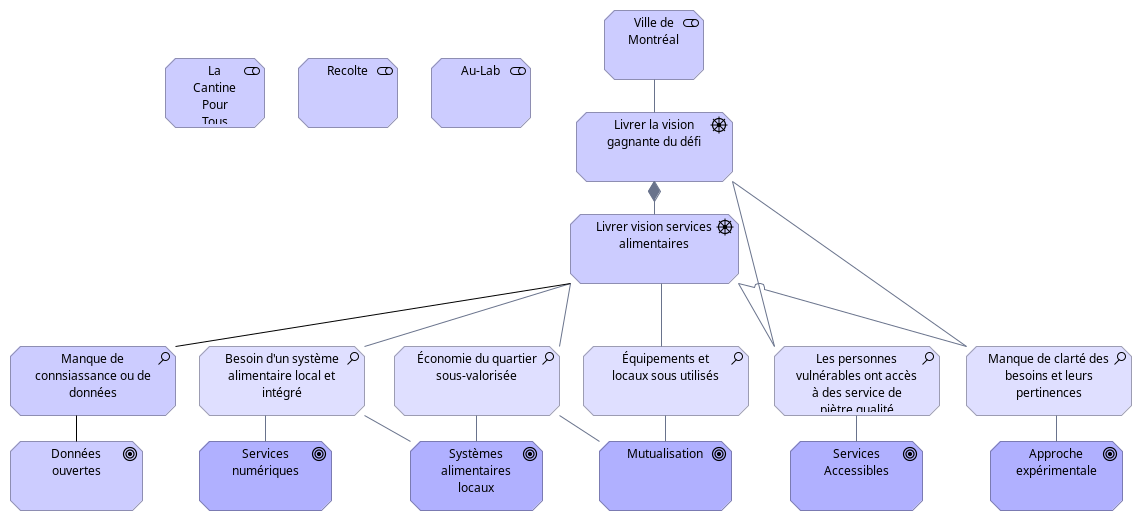 Ville de
Montréal
La
Cantine
Pour
Tous
Recolte
Au-Lab
Livrer la vision
gagnante du défi
Livrer vision services
alimentaires
Manque de
connsiassance ou de
données
Besoin d'un système
alimentaire local et
intégré
Économie du quartier
sous-valorisée
Équipements et
locaux sous utilisés
Les personnes
vulnérables ont accès
à des service de
piètre qualité
Manque de clarté des
besoins et leurs
pertinences
Données
ouvertes
Services
numériques
Systèmes
alimentaires
locaux
Mutualisation
Services
Accessibles
Approche
expérimentale